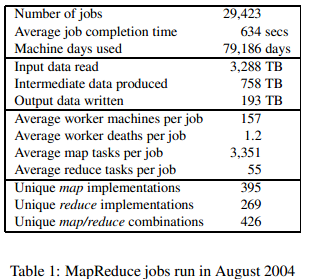 Number of jobs 29,423
Average job completion time 634 secs
Machine days used 79,186 days
Input data read 3,288 TB
Intermediate data produced 758 TB
Output data written 193 TB
Average worker machines per job 157
Average worker deaths per job 1.2
Average map tasks per job 3,351
Average reduce tasks per job 55
Unique map implementations 395
Unique reduce implementations 269
Unique map/reduce combinations 426
Table 1: MapReduce jobs run in August 2004